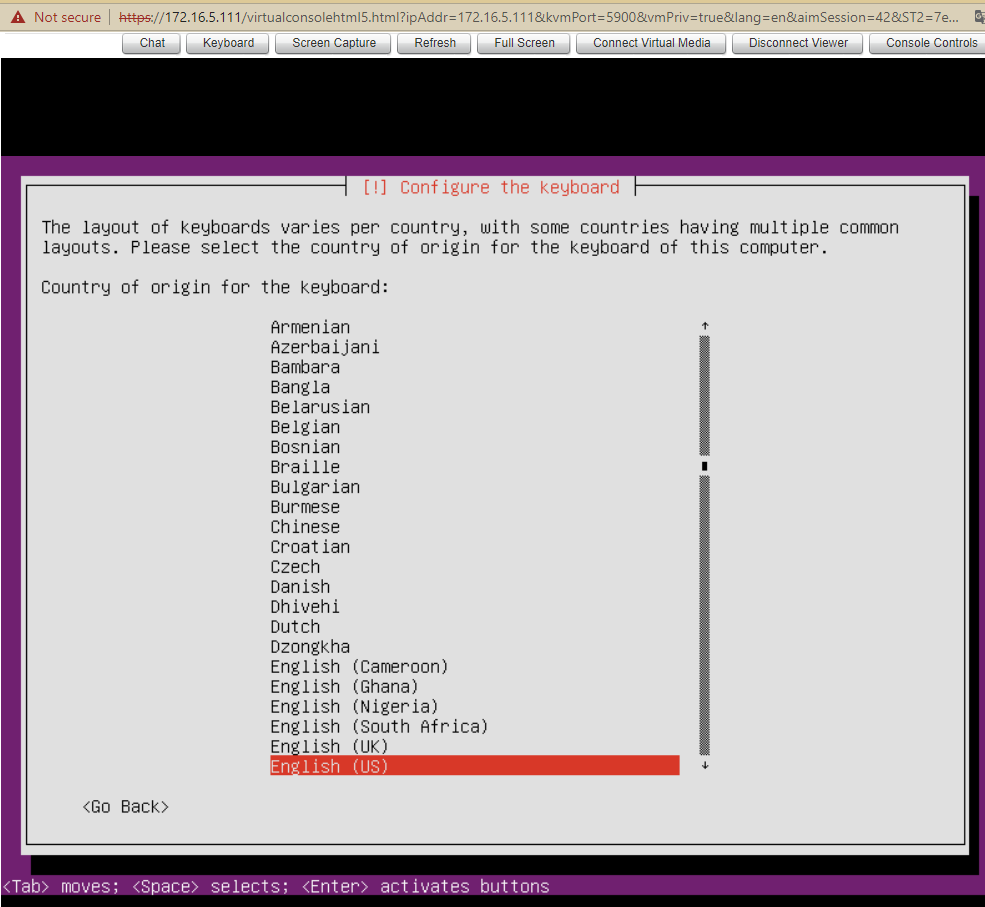 Not secure | https://172.16.5.111/virtualconsolehtml5.html?ipAddr=172.16.5.111&kvmPort=5900&vmPriv=true&lang=en&aimSession=42&ST2=7e...
Chat Keyboard Screen Capture Refresh Full Screen Connect Virtual Media Disconnect Viewer Console Controls
[!] Configure the keyboard
The layout of keyboards varies per country, with some countries having multiple common
layouts. Please select the country of origin for the keyboard of this computer.
Country of origin for the keyboard:
Armenian
Azerbaijani
Bambara
Bangla
Belarusian
Belgian
Bosnian
Braille
Bulgarian
Burmese
Chinese
Croatian
Czech
Danish
Dhivehi
Dutch
Dzongkha
English (Cameroon)
English (Ghana)
English (Nigeria)
English (South Africa)
English (UK)
English (US)
<Go Back>
<Tab> moves; <Space> selects; <Enter> activates buttons